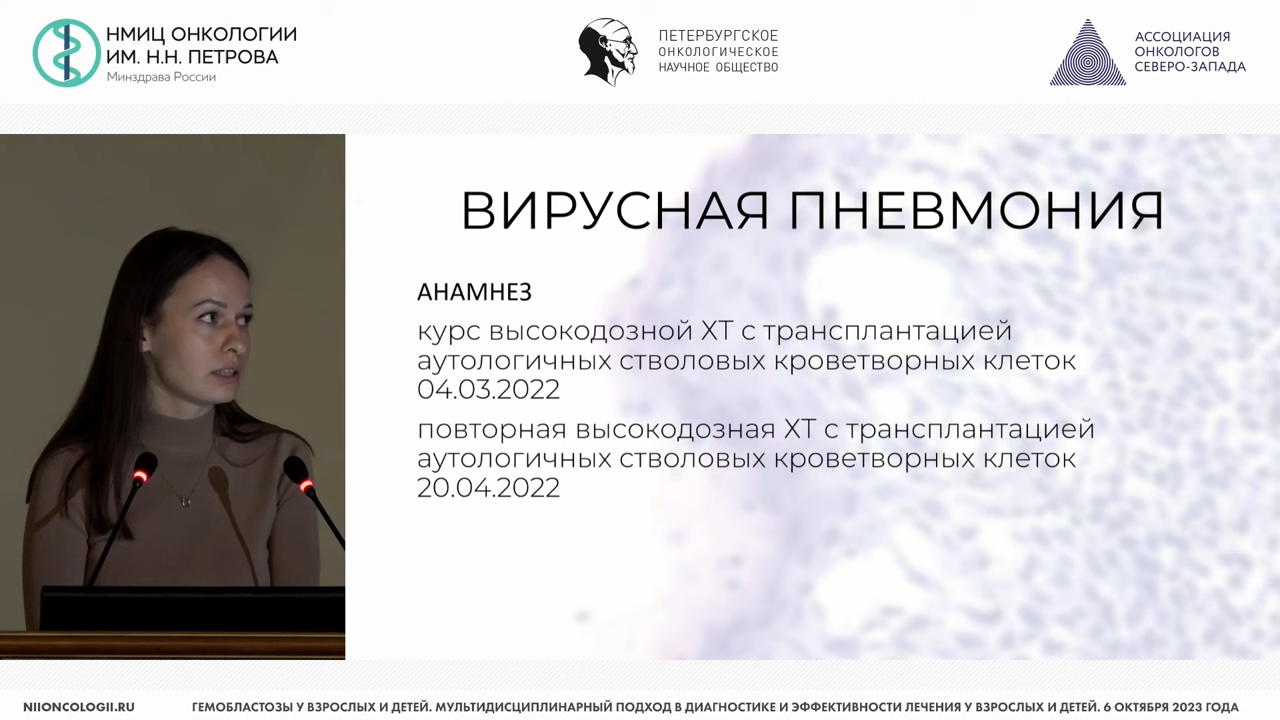 НМИЦ ОНКОЛОГИИ
ИМ. Н.Н. ПЕТРОВА
Минздрава России
ПЕТЕРБУРГСКОЕ
ОНКОЛОГИЧЕСКОЕ
НАУЧНОЕ ОБЩЕСТВО
АССОЦИАЦИЯ
ОНКОЛОГОВ
СЕВЕРО-ЗАПАДА
ВИРУСНАЯ ПНЕВМОНИЯ
АНАМНЕЗ
курс высокодозной ХТ с трансплантацией
аутологичных стволовых кроветворных клеток
04.03.2022
повторная высокодозная ХТ с трансплантацией
аутологичных стволовых кроветворных клеток
20.04.2022
NIIONCOLOGII.RU
ГЕМОБЛАСТОЗЫ У ВЗРОСЛЫХ И ДЕТЕЙ. МУЛЬТИДИСЦИПЛИНАРНЫЙ ПОДХОД В ДИАГНОСТИКЕ И ЭФФЕКТИВНОСТИ ЛЕЧЕНИЯ У ВЗРОСЛЫХ И ДЕТЕЙ. 6 ОКТЯБРЯ 2023 ГОДА